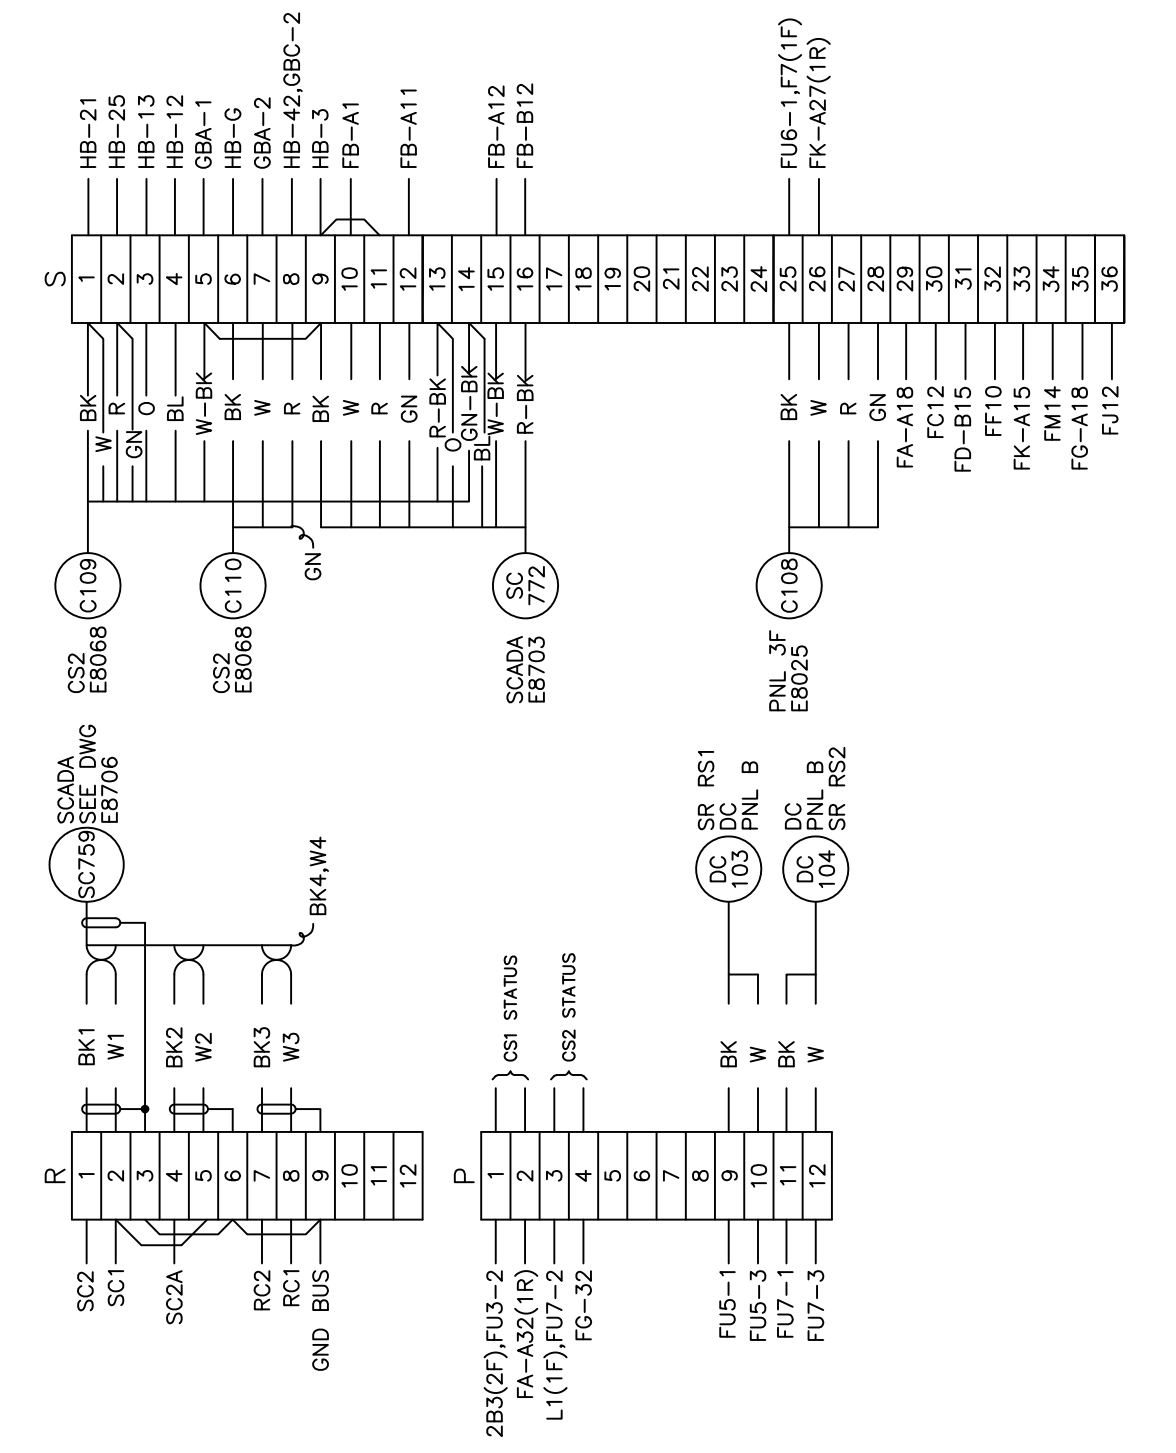 HB-21
HB-25
HB-13
HB-12
GBA-1
HB-G
GBA-2
HB-42,GBC-2
HB-3
FB-A1
FB-A11
FB-A12
FB-B12
FU6-1,F7(1F)
FK-A27(1R)
S
1
2
3
4
5
6
7
8
9
10
11
12
13
14
15
16
17
18
19
20
21
22
23
24
25
26
27
28
29
30
31
32
33
34
35
36
BK
W
R
GN
O
BL
W-BK
BK
W
R
BK
W
R
GN
R-BK
O
GN-BK
BL
W-BK
R-BK
BK
W
R
GN
FA-A18
FC12
FD-B15
FF10
FK-A15
FM14
FG-A18
FJ12
GN
C109
CS2
E8068
C110
CS2
E8068
SC
772
SCADA
E8703
C108
PNL 3F
E8025
SCADA
SEE DWG
E8706
SC759
BK4,W4
BK1
W1
BK2
W2
BK3
W3
R
1
2
3
4
5
6
7
8
9
10
11
12
SC2
SC1
SC2A
RC2
RC1
GND BUS
SR RS1
DC
PNL B
DC
103
DC
PNL B
SR RS2
DC
104
CS1 STATUS
CS2 STATUS
BK
W
BK
W
P
1
2
3
4
5
6
7
8
9
10
11
12
2B3(2F),FU3-2
FA-A32(1R)
L1(1F),FU7-2
FG-32
FU5-1
FU5-3
FU7-1
FU7-3